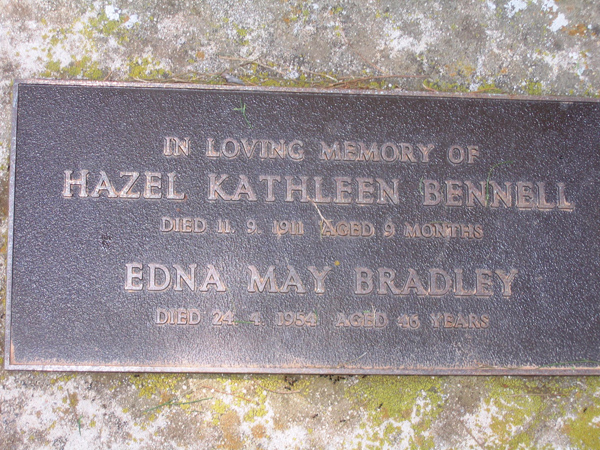 IN LOVING MEMORY OF
HAZEL KATHLEEN BENNELL
DIED 11. 9. 1911 AGED 9 MONTHS
EDNA MAY BRADLEY
DIED 24. 4. 1954 AGED 46 YEARS